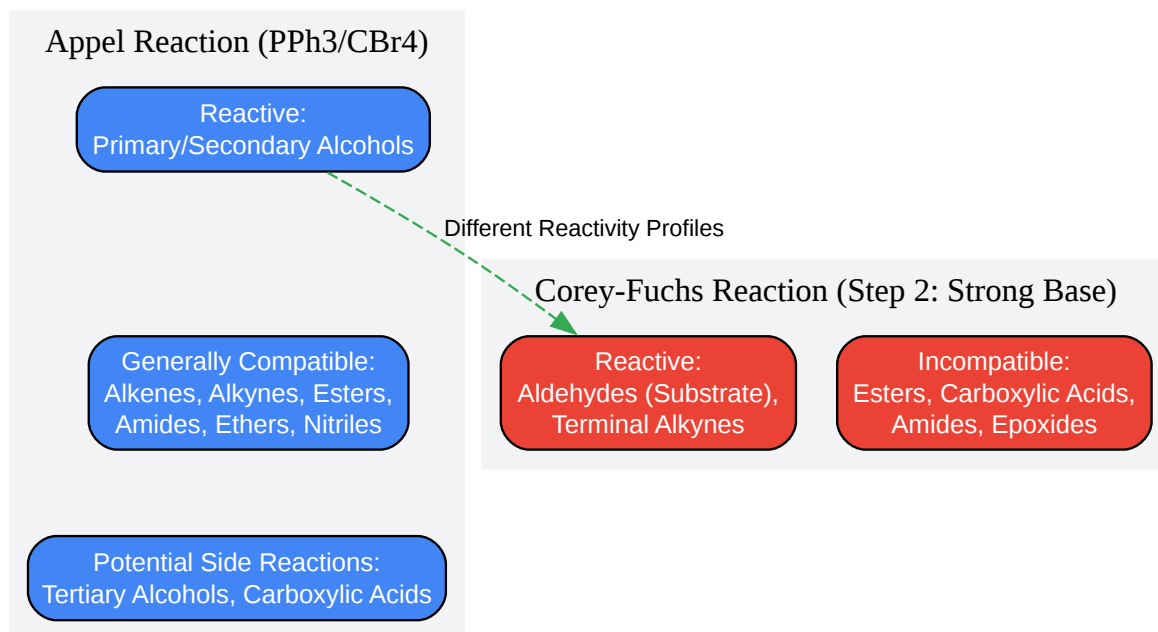 Appel Reaction (PPh3/CBr4)
Reactive:
Primary/Secondary Alcohols
Different Reactivity Profiles
Generally Compatible:
Alkenes, Alkynes, Esters,
Amides, Ethers, Nitriles
Potential Side Reactions:
Tertiary Alcohols, Carboxylic Acids
Corey-Fuchs Reaction (Step 2: Strong Base)
Reactive:
Aldehydes (Substrate),
Terminal Alkynes
Incompatible:
Esters, Carboxylic Acids,
Amides, Epoxides